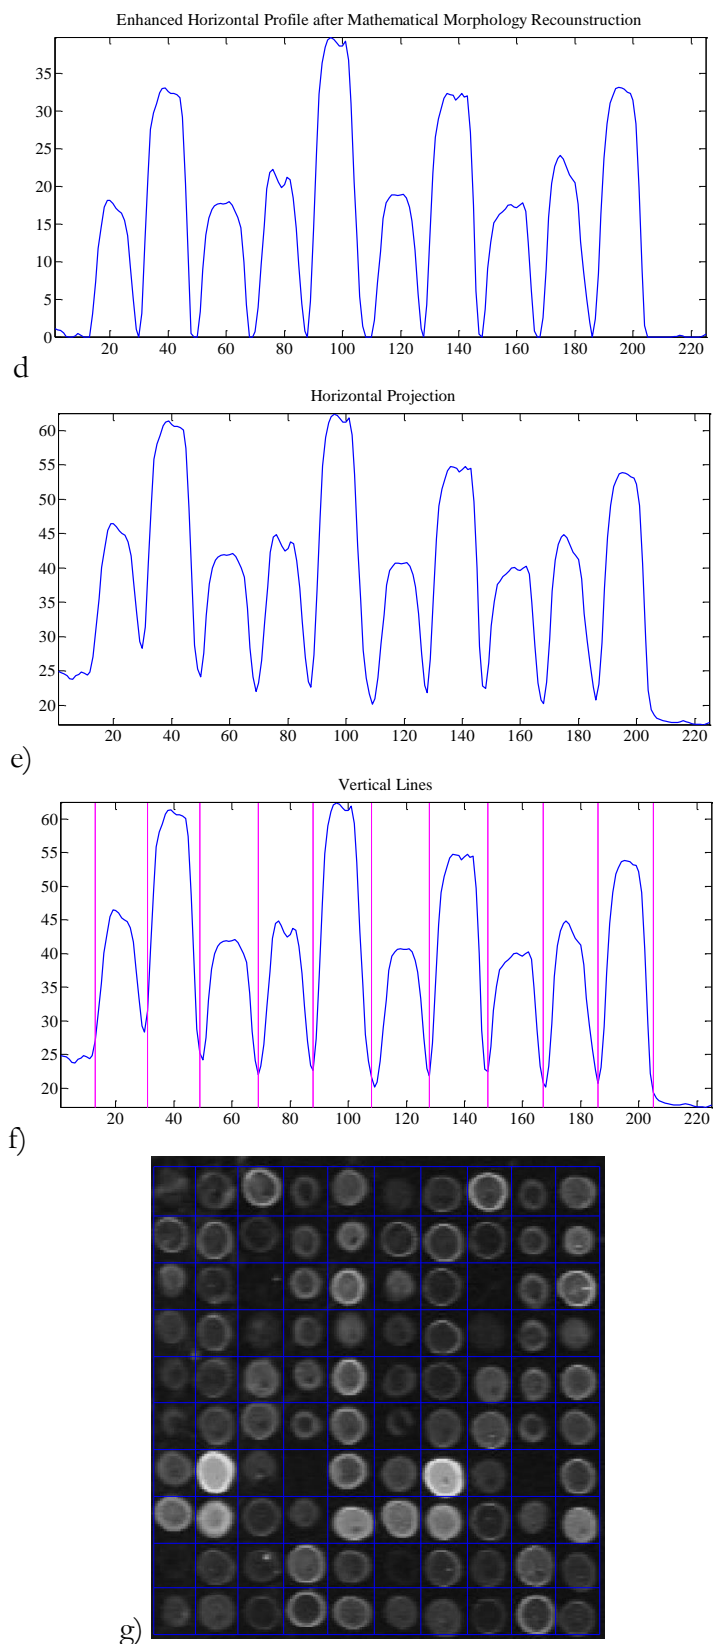 Enhanced Horizontal Profile after Mathematical Morphology Recounstruction
35
30
25
20
15
10
5
0
20 40 60 80 100 120 140 160 180 200 220
d
Horizontal Projection
60
55
50
45
40
35
30
25
20
20 40 60 80 100 120 140 160 180 200 220
e)
Vertical Lines
60
55
50
45
40
35
30
25
20
20 40 60 80 100 120 140 160 180 200 220
f)
g)